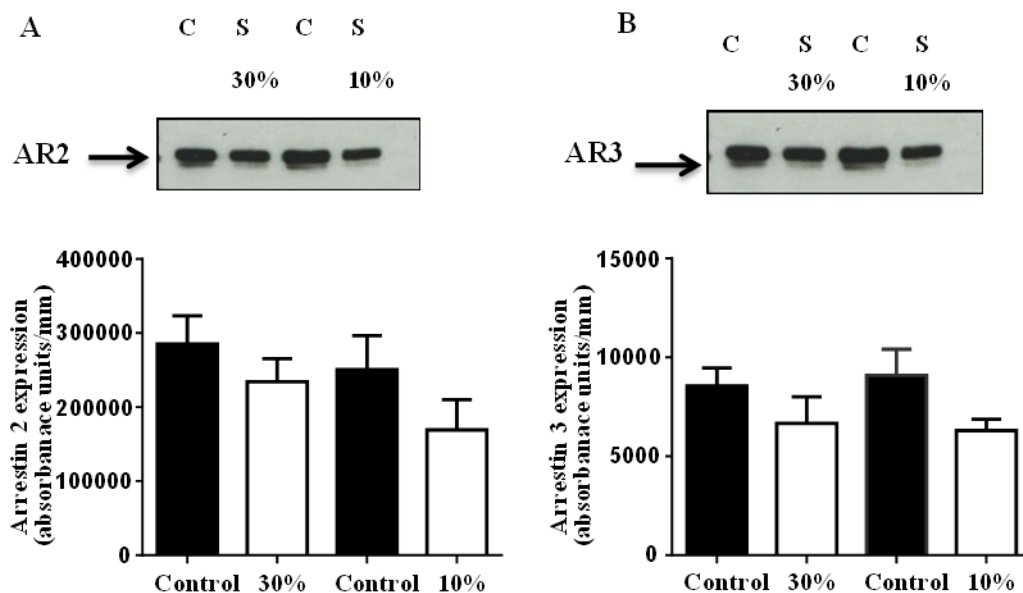 A
C S C S
30% 10%
AR2
400000
300000
200000
100000
0
Arrestin 2 expression
(absorbanace units/mm)
Control 30% Control 10%
B
C S C S
30% 10%
AR3
15000
10000
5000
0
Arrestin 3 expression
(absorbanace units/mm)
Control 30% Control 10%